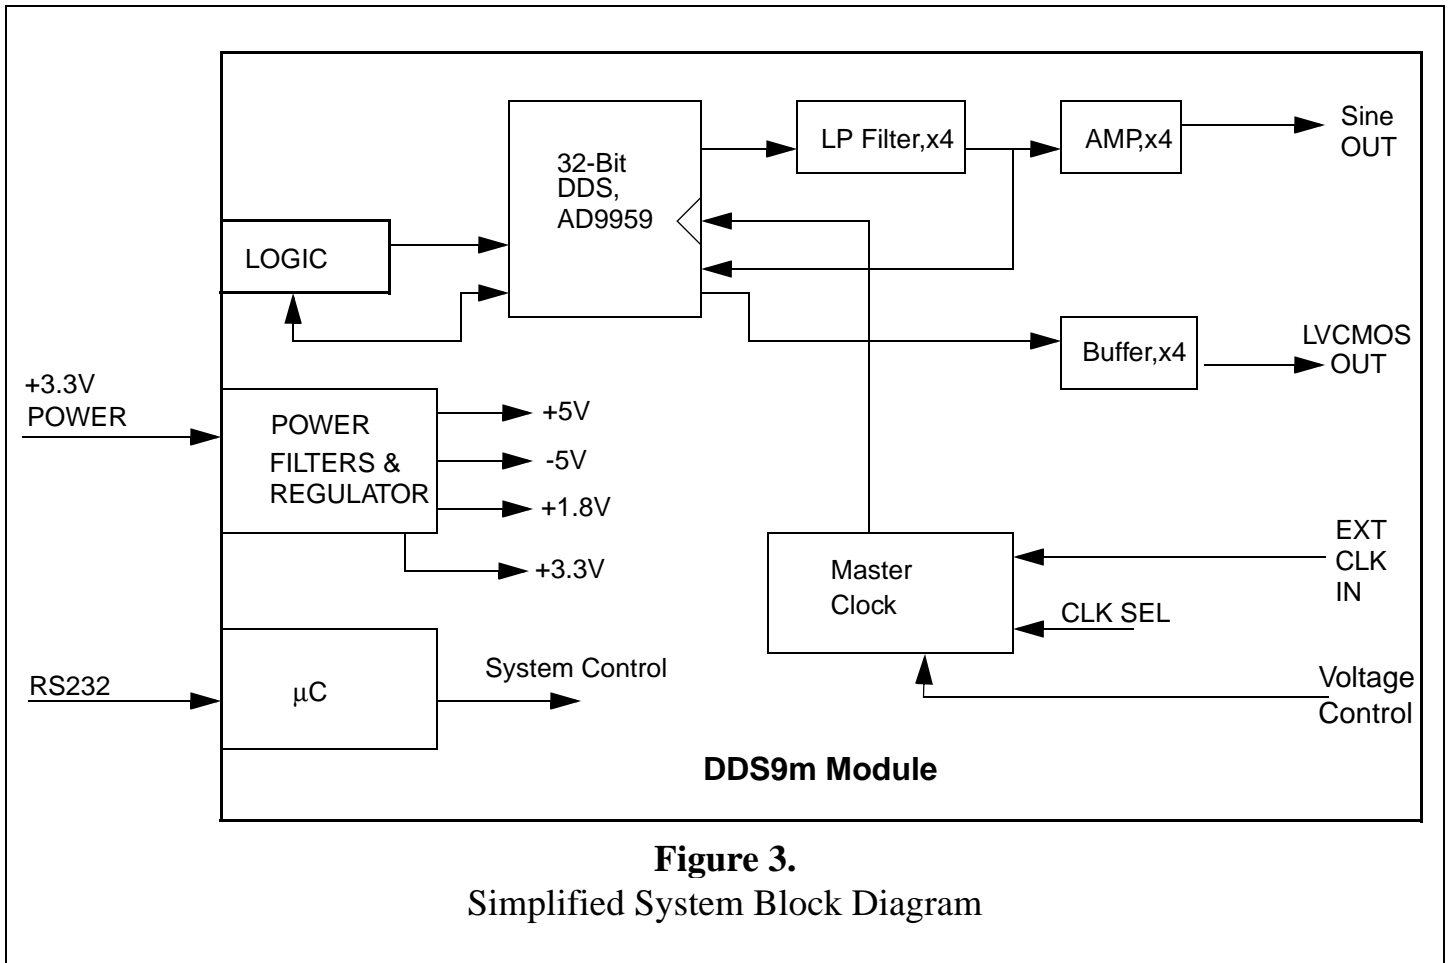 32-Bit
DDS,
AD9959
LP Filter,x4
AMP,x4
Sine
OUT
LOGIC
Buffer,x4
LVCMOS
OUT
+3.3V
POWER
POWER
FILTERS &
REGULATOR
+5V
-5V
+1.8V
+3.3V
Master
Clock
EXT
CLK
IN
CLK SEL
Voltage
Control
RS232
µC
System Control
DDS9m Module
Figure 3.
Simplified System Block Diagram